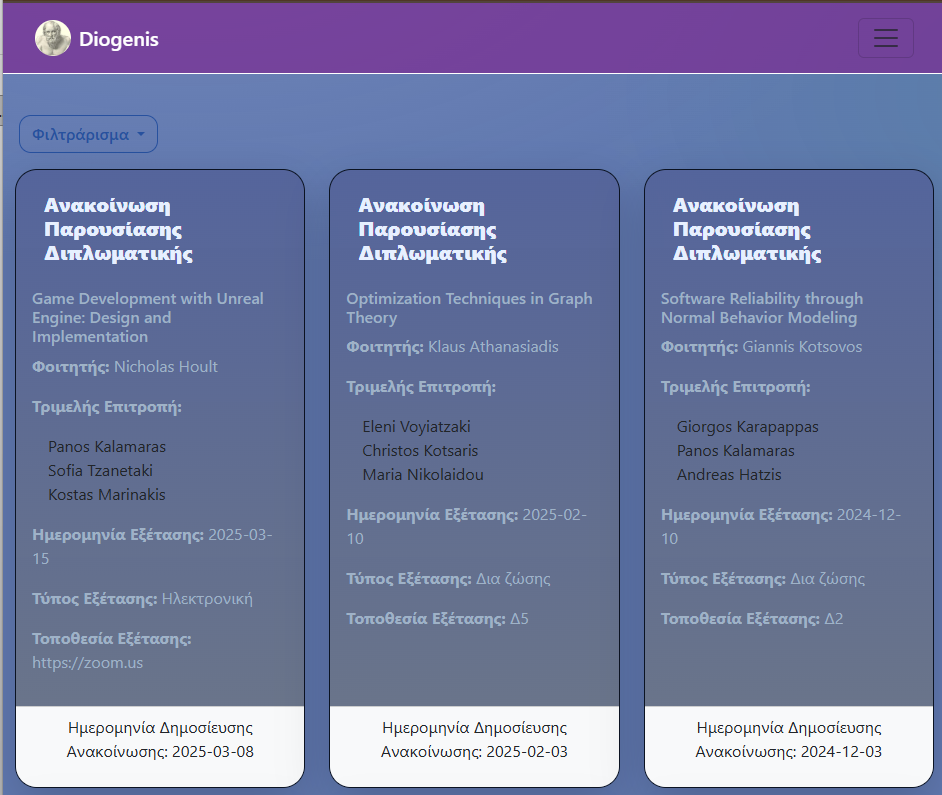 Diogenis
Φιλτράρισμα
Ανακοίνωση
Παρουσίασης
Διπλωματικής
Game Development with Unreal
Engine: Design and
Implementation
Φοιτητής: Nicholas Hoult
Τριμελής Επιτροπή:
Panos Kalamaras
Sofia Tzanetaki
Kostas Marinakis
Ημερομηνία Εξέτασης: 2025-03-
15
Τύπος Εξέτασης: Ηλεκτρονική
Τοποθεσία Εξέτασης:
https://zoom.us
Ημερομηνία Δημοσίευσης
Ανακοίνωσης: 2025-03-08
Ανακοίνωση
Παρουσίασης
Διπλωματικής
Optimization Techniques in Graph
Theory
Φοιτητής: Klaus Athanasiadis
Τριμελής Επιτροπή:
Eleni Voyiatzaki
Christos Kotsaris
Maria Nikolaidou
Ημερομηνία Εξέτασης: 2025-02-
10
Τύπος Εξέτασης: Δια ζώσης
Τοποθεσία Εξέτασης: Δ5
Ημερομηνία Δημοσίευσης
Ανακοίνωσης: 2025-02-03
Ανακοίνωση
Παρουσίασης
Διπλωματικής
Software Reliability through
Normal Behavior Modeling
Φοιτητής: Giannis Kotsovos
Τριμελής Επιτροπή:
Giorgos Karapappas
Panos Kalamaras
Andreas Hatzis
Ημερομηνία Εξέτασης: 2024-12-
10
Τύπος Εξέτασης: Δια ζώσης
Τοποθεσία Εξέτασης: Δ2
Ημερομηνία Δημοσίευσης
Ανακοίνωσης: 2024-12-03